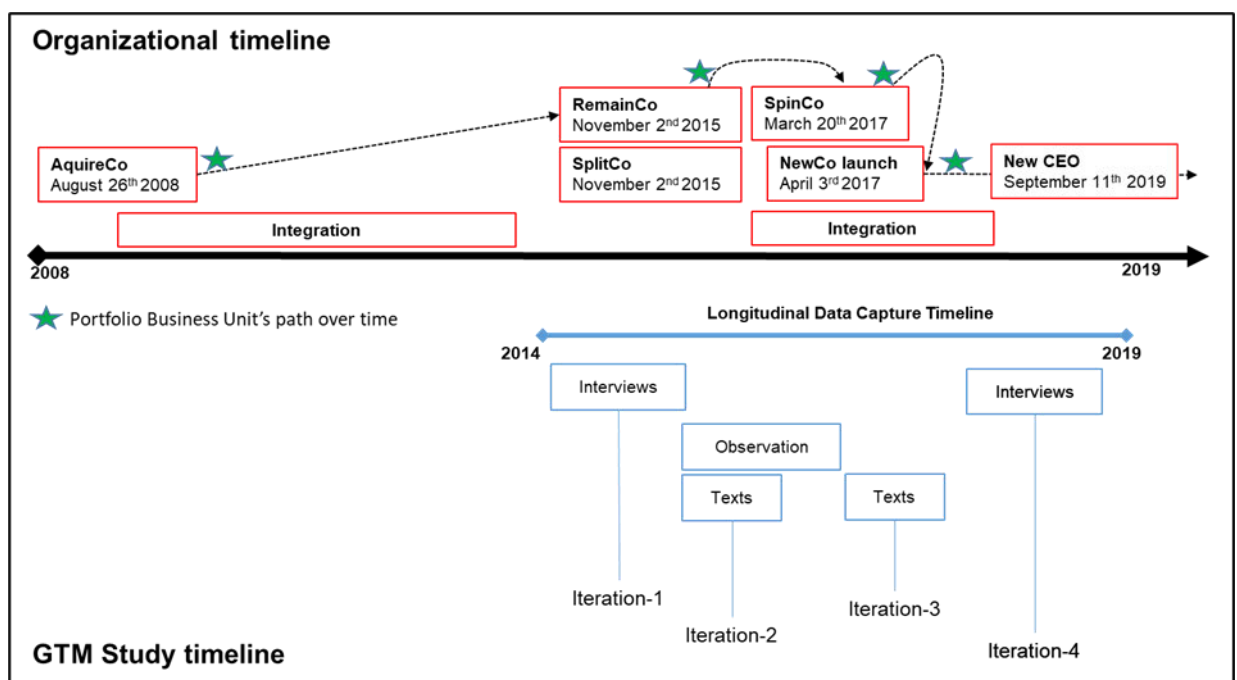 Organizational timeline
RemainCo
November 2nd 2015
SpinCo
March 20th 2017
AquireCo
August 26th 2008
SplitCo
November 2nd 2015
NewCo launch
April 3rd 2017
New CEO
September 11th 2019
Integration
Integration
2008
2019
Portfolio Business Unit's path over time
Longitudinal Data Capture Timeline
2014
2019
Interviews
Interviews
Observation
Texts
Texts
Iteration-1
Iteration-3
Iteration-2
Iteration-4
GTM Study timeline